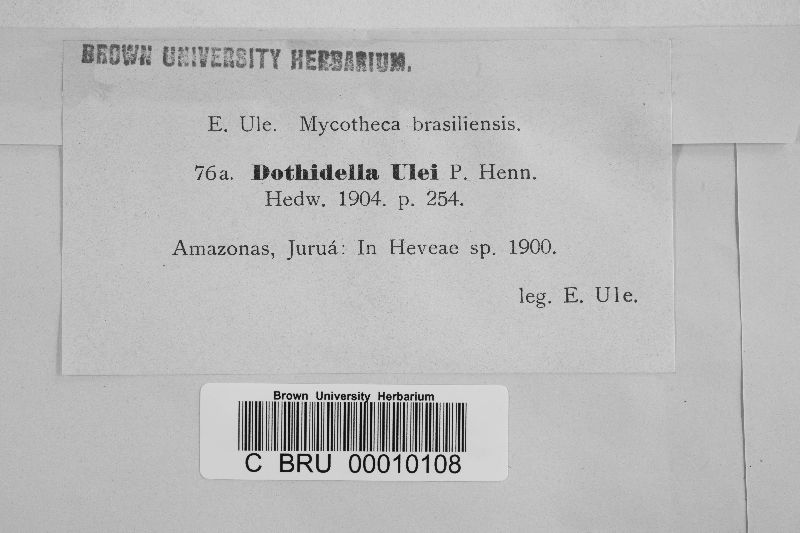 BROWN UNIVERSITY HERBARIUM.
E. Ule. Mycotheca brasiliensis.
76a. Dothidella Ulei P. Henn.
Hedw. 1904. p. 254.
Amazonas, Juruá: In Heveae sp. 1900.
leg. E. Ule.
Brown University Herbarium
C BRU 00010108